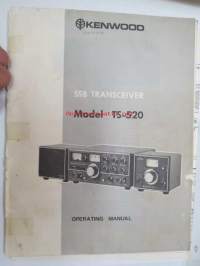 KENWOOD
SSB TRANSCEIVER
Model TS-520
OPERATING MANUAL